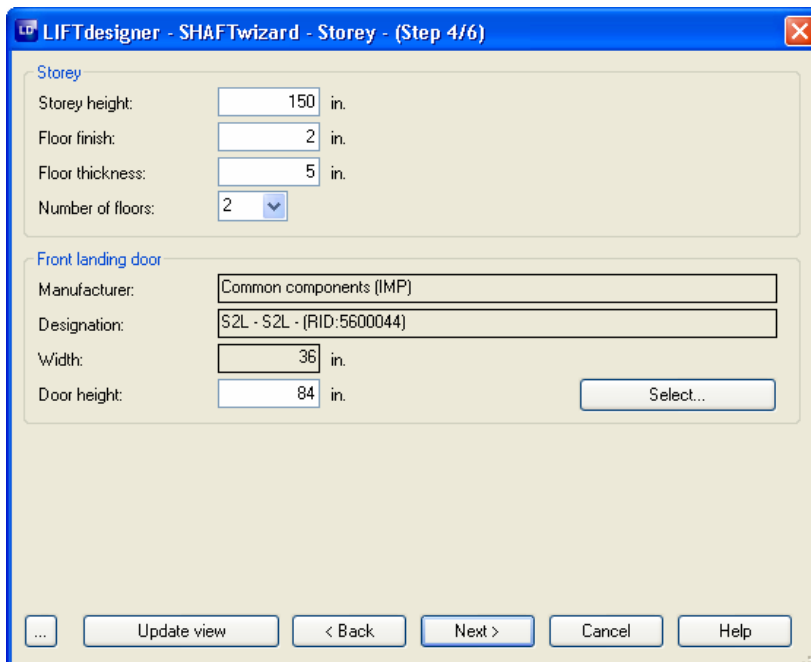 LD LIFTdesigner - SHAFTwizard - Storey - (Step 4/6)
Storey
Storey height: 150 in.
Floor finish: 2 in.
Floor thickness: 5 in.
Number of floors: 2
Front landing door
Manufacturer: Common components (IMP)
Designation: S2L - S2L - (RID:5600044)
Width: 36 in.
Door height: 84 in. Select...
... Update view < Back Next > Cancel Help